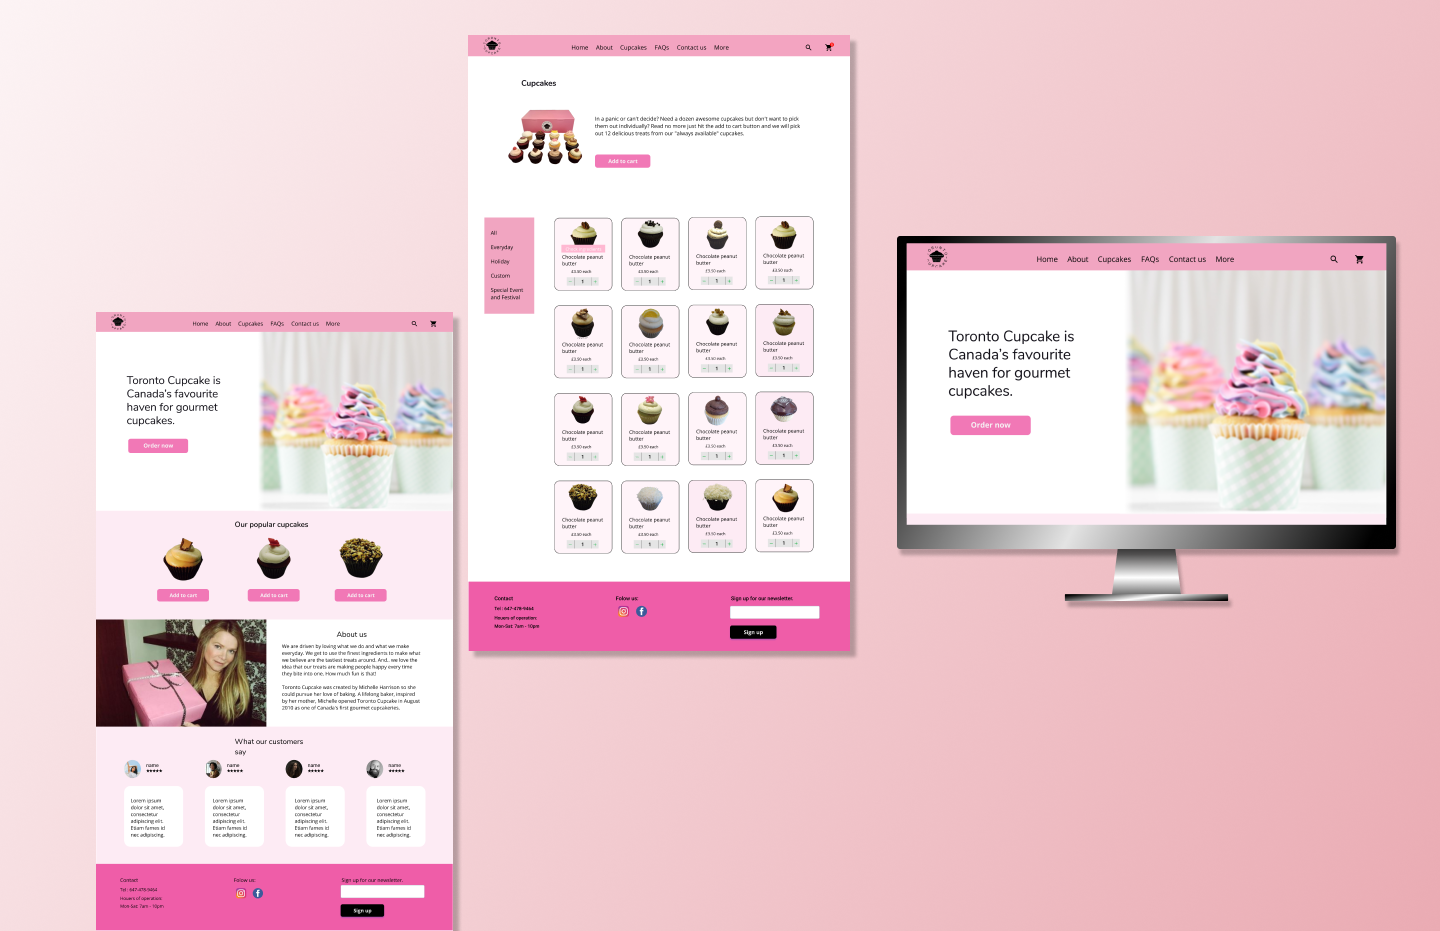 Home About Cupcakes FAQs Contact us More
Cupcakes
In a panic or can't decide? Need a dozen awesome cupcakes but don't want to pick
them out individually? Read no more just hit the add to cart button and we will pick
out 12 delicious treats from our "always available" cupcakes.
Add to cart
All
Everyday
Holiday
Custom
Special Event
and Festival
Chocolate peanut
butter
£3.50 each
- 1 +
Chocolate peanut
butter
£3.50 each
- 1 +
Chocolate peanut
butter
£3.50 each
- 1 +
Chocolate peanut
butter
£3.50 each
- 1 +
Chocolate peanut
butter
£3.50 each
- 1 +
Chocolate peanut
butter
£3.50 each
- 1 +
Chocolate peanut
butter
£3.50 each
- 1 +
Chocolate peanut
butter
£3.50 each
- 1 +
Chocolate peanut
butter
£3.50 each
- 1 +
Chocolate peanut
butter
£3.50 each
- 1 +
Chocolate peanut
butter
£3.50 each
- 1 +
Chocolate peanut
butter
£3.50 each
- 1 +
Chocolate peanut
butter
£3.50 each
- 1 +
Chocolate peanut
butter
£3.50 each
- 1 +
Chocolate peanut
butter
£3.50 each
- 1 +
Chocolate peanut
butter
£3.50 each
- 1 +
Contact
Tel: 647-478-9464
Houers of operation:
Mon-Sat: 7am - 10pm
Folow us:
Sign up for our newsletter.
Sign up
Home About Cupcakes FAQs Contact us More
Toronto Cupcake is
Canada's favourite
haven for gourmet
cupcakes.
Order now
Home About Cupcakes FAQs Contact us More
Toronto Cupcake is
Canada's favourite
haven for gourmet
cupcakes.
Order now
Our popular cupcakes
Add to cart
Add to cart
Add to cart
About us
We are driven by loving what we do and what we make
everyday. We get to use the finest ingredients to make what
we believe are the tastiest treats around. And.. we love the
idea that our treats are making people happy every time
they bite into one. How much fun is that!
Toronto Cupcake was created by Michelle Harrison so she
could pursue her love of baking. A lifelong baker, inspired
by her mother, Michelle opened Toronto Cupcake in August
2010 as one of Canada's first gourmet cupcakeries.
What our customers
say
name
name
name
name
Lorem ipsum
dolor sit amet,
consectetur
adipiscing elit.
Etiam fames id
nec adipiscing.
Lorem ipsum
dolor sit amet,
consectetur
adipiscing elit.
Etiam fames id
nec adipiscing.
Lorem ipsum
dolor sit amet,
consectetur
adipiscing elit.
Etiam fames id
nec adipiscing.
Lorem ipsum
dolor sit amet,
consectetur
adipiscing elit.
Etiam fames id
nec adipiscing.
Contact
Tel: 647-478-9464
Houers of operation:
Mon-Sat: 7am - 10pm
Folow us:
Sign up for our newsletter.
Sign up